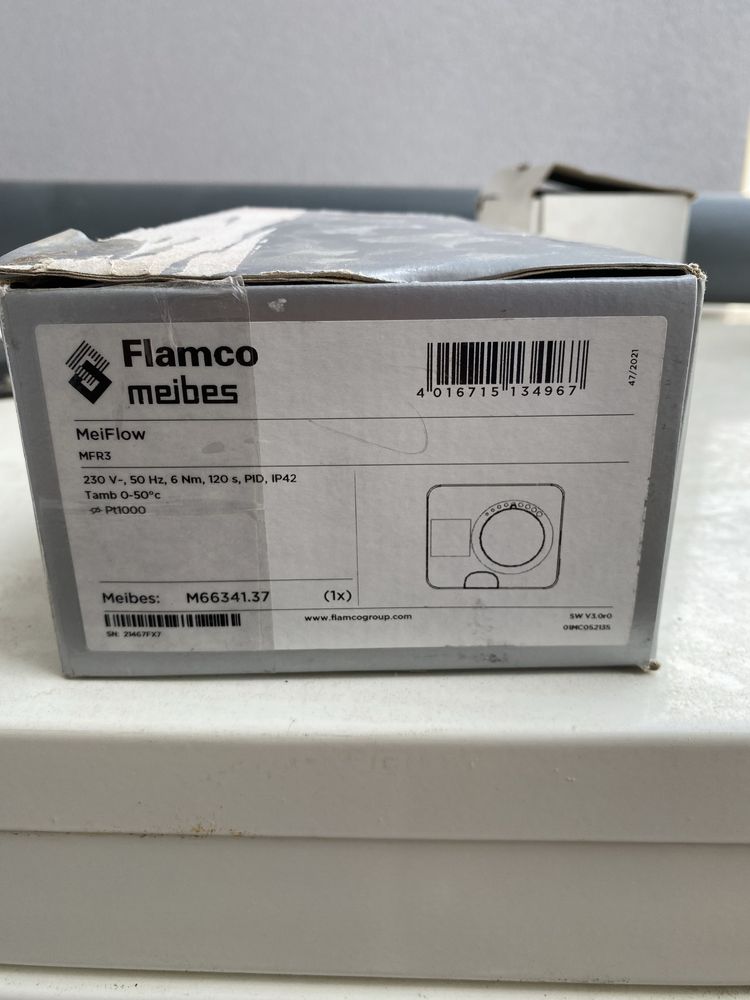 Flamco
meibes
4 016715 134967
47/2021
MeiFlow
MFR3
230 V~, 50 Hz, 6 Nm, 120 s, PID, IP42
Tamb 0-50°c
Pt1000
Meibes: M66341.37 (1x)
SN: 21467FX7
www.flamcogroup.com
SW V3.0r0
01MC052135